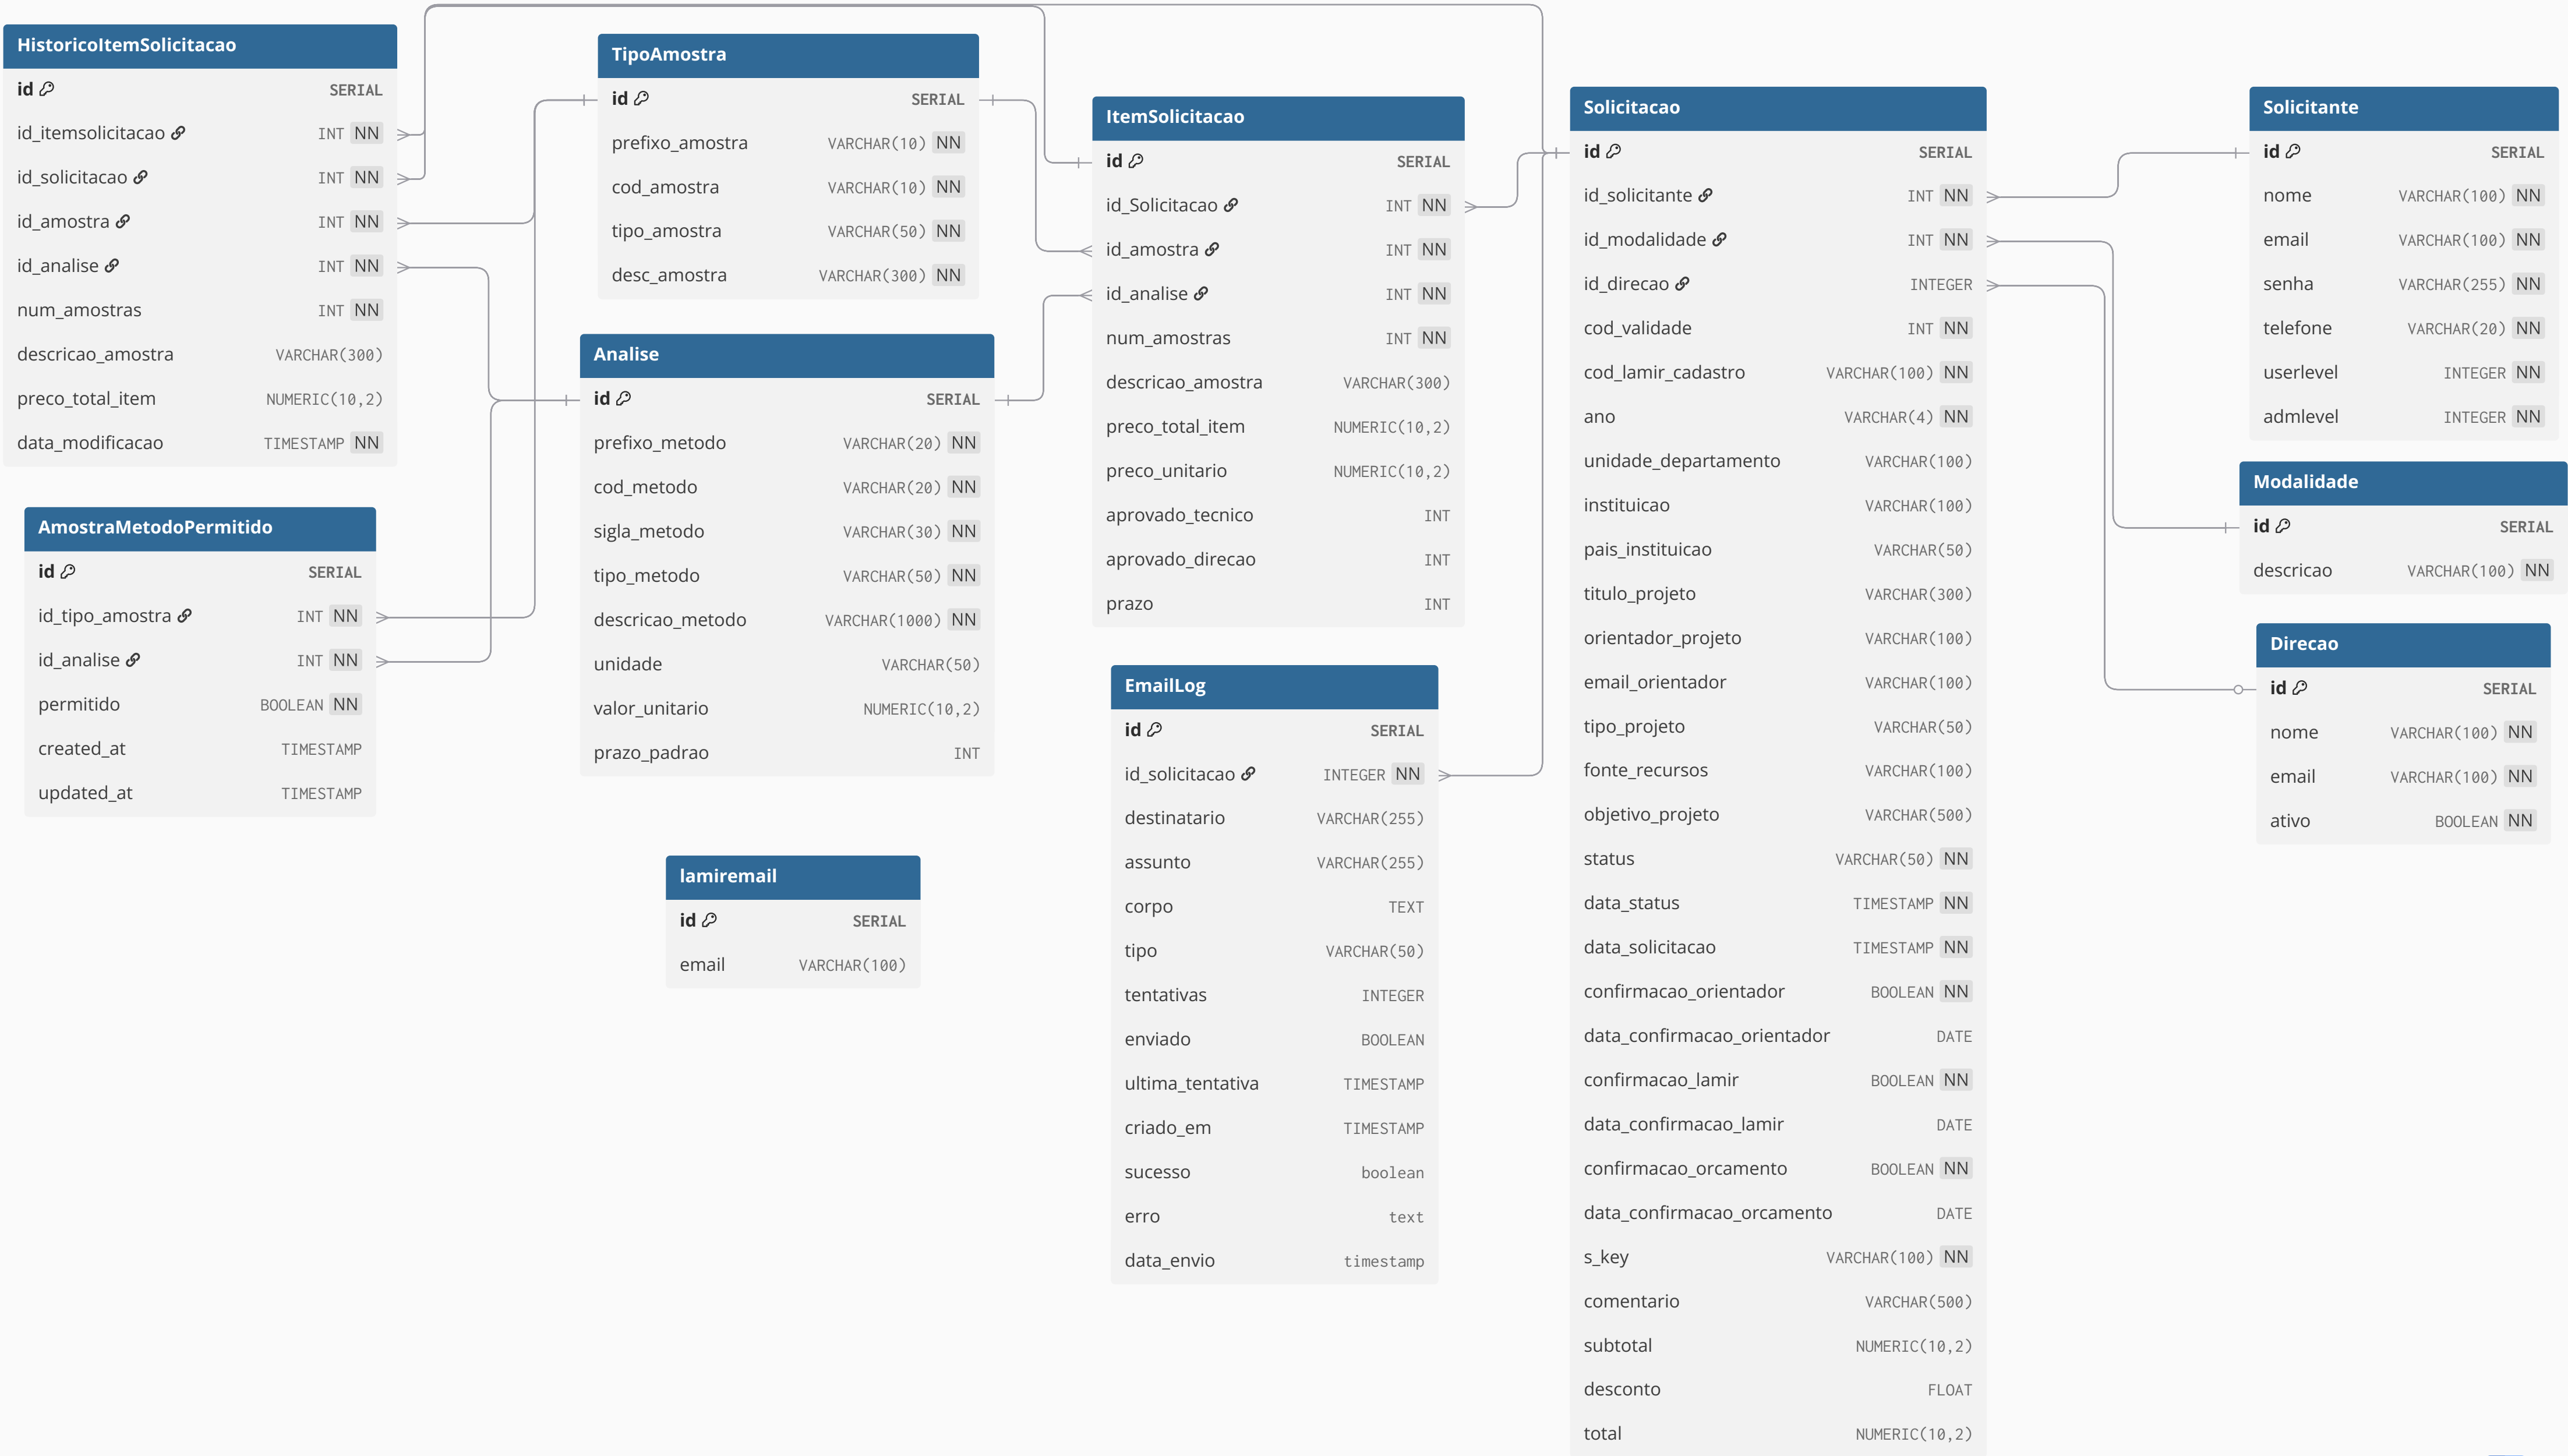 HistoricoItemSolicitacao
id SERIAL
id_itemsolicitacao INT NN
id_solicitacao INT NN
id_amostra INT NN
id_analise INT NN
num_amostras INT NN
descricao_amostra VARCHAR(300)
preco_total_item NUMERIC(10,2)
data_modificacao TIMESTAMP NN
AmostraMetodoPermitido
id SERIAL
id_tipo_amostra INT NN
id_analise INT NN
permitido BOOLEAN NN
created_at TIMESTAMP
updated_at TIMESTAMP
TipoAmostra
id SERIAL
prefixo_amostra VARCHAR(10) NN
cod_amostra VARCHAR(10) NN
tipo_amostra VARCHAR(50) NN
desc_amostra VARCHAR(300) NN
Analise
id SERIAL
prefixo_metodo VARCHAR(20) NN
cod_metodo VARCHAR(20) NN
sigla_metodo VARCHAR(30) NN
tipo_metodo VARCHAR(50) NN
descricao_metodo VARCHAR(1000) NN
unidade VARCHAR(50)
valor_unitario NUMERIC(10,2)
prazo_padrao INT
lamiremail
id SERIAL
email VARCHAR(100)
ItemSolicitacao
id SERIAL
id_Solicitacao INT NN
id_amostra INT NN
id_analise INT NN
num_amostras INT NN
descricao_amostra VARCHAR(300)
preco_total_item NUMERIC(10,2)
preco_unitario NUMERIC(10,2)
aprovado_tecnico INT
aprovado_direcao INT
prazo INT
EmailLog
id SERIAL
id_solicitacao INTEGER NN
destinatario VARCHAR(255)
assunto VARCHAR(255)
corpo TEXT
tipo VARCHAR(50)
tentativas INTEGER
enviado BOOLEAN
ultima_tentativa TIMESTAMP
criado_em TIMESTAMP
sucesso boolean
erro text
data_envio timestamp
Solicitacao
id SERIAL
id_solicitante INT NN
id_modalidade INT NN
id_direcao INTEGER
cod_validade INT NN
cod_lamir_cadastro VARCHAR(100) NN
ano VARCHAR(4) NN
unidade_departamento VARCHAR(100)
instituicao VARCHAR(100)
pais_instituicao VARCHAR(50)
titulo_projeto VARCHAR(300)
orientador_projeto VARCHAR(100)
email_orientador VARCHAR(100)
tipo_projeto VARCHAR(50)
fonte_recursos VARCHAR(100)
objetivo_projeto VARCHAR(500)
status VARCHAR(50) NN
data_status TIMESTAMP NN
data_solicitacao TIMESTAMP NN
confirmacao_orientador BOOLEAN NN
data_confirmacao_orientador DATE
confirmacao_lamir BOOLEAN NN
data_confirmacao_lamir DATE
confirmacao_orcamento BOOLEAN NN
data_confirmacao_orcamento DATE
s_key VARCHAR(100) NN
comentario VARCHAR(500)
subtotal NUMERIC(10,2)
desconto FLOAT
total NUMERIC(10,2)
Solicitante
id SERIAL
nome VARCHAR(100) NN
email VARCHAR(100) NN
senha VARCHAR(255) NN
telefone VARCHAR(20) NN
userlevel INTEGER NN
admlevel INTEGER NN
Modalidade
id SERIAL
descricao VARCHAR(100) NN
Direcao
id SERIAL
nome VARCHAR(100) NN
email VARCHAR(100) NN
ativo BOOLEAN NN